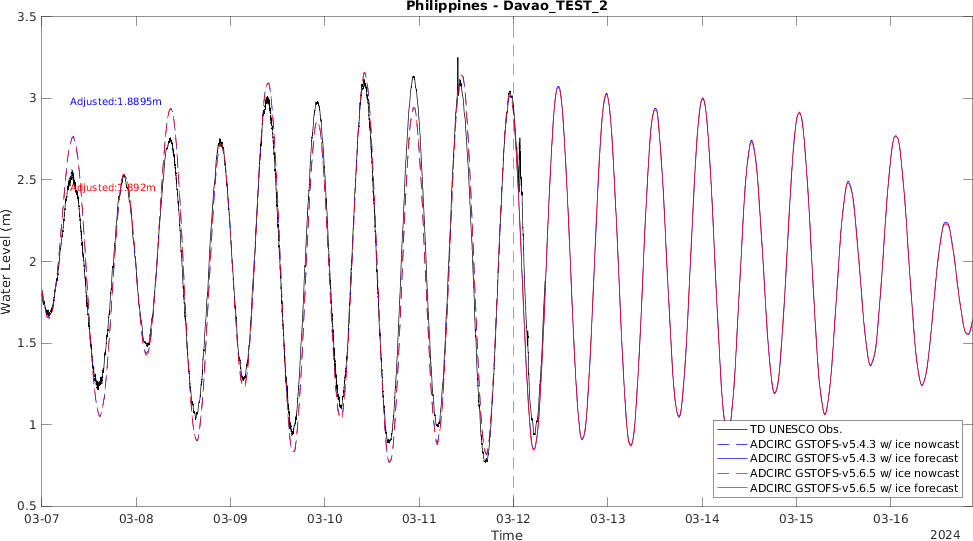 Philippines - Davao_TEST_2
3.5
3
2.5
2
1.5
1
0.5
Water Level (m)
Adjusted:1.8895m
Adjusted:1.892m
TD UNESCO Obs.
ADCIRC GSTOFS-v5.4.3 w/ ice nowcast
ADCIRC GSTOFS-v5.4.3 w/ ice forecast
ADCIRC GSTOFS-v5.6.5 w/ ice nowcast
ADCIRC GSTOFS-v5.6.5 w/ ice forecast
03-07 03-08 03-09 03-10 03-11 03-12 03-13 03-14 03-15 03-16
Time
2024